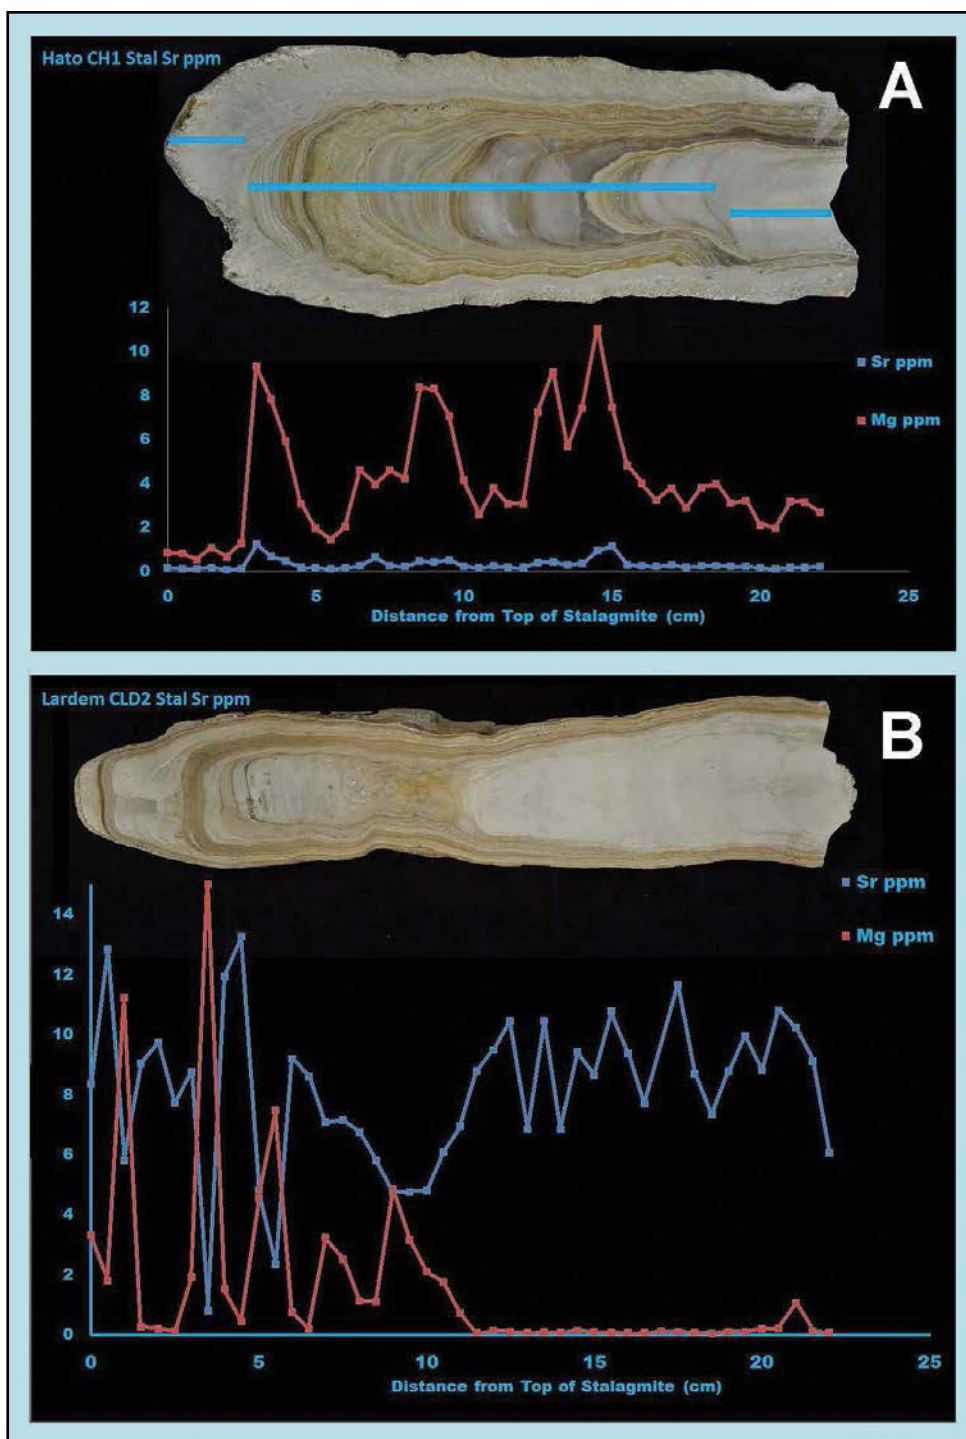 Hato CH1 Stal Sr ppm
A
12
10
8
6
4
2
0
Sr ppm
Mg ppm
0 5 10 15 20 25
Distance from Top of Stalagmite (cm)
Lardem CLD2 Stal Sr ppm
B
Sr ppm
Mg ppm
14
12
10
8
6
4
2
0
0 5 10 15 20 25
Distance from Top of Stalagmite (cm)